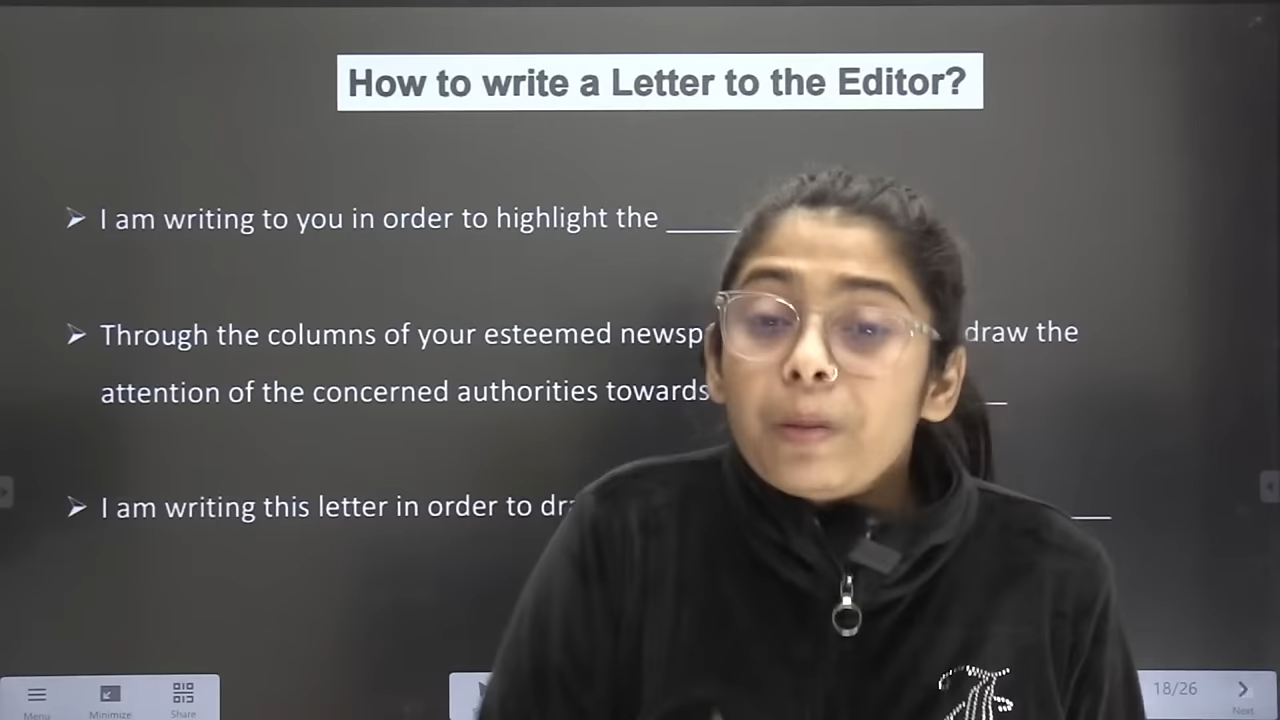 How to write a Letter to the Editor?
➢ I am writing to you in order to highlight the ______
➢ Through the columns of your esteemed draw the
attention of the concerned authorities towards __
➢ I am writing this letter in order to ___
Menu Minimize Share 18/26 Next